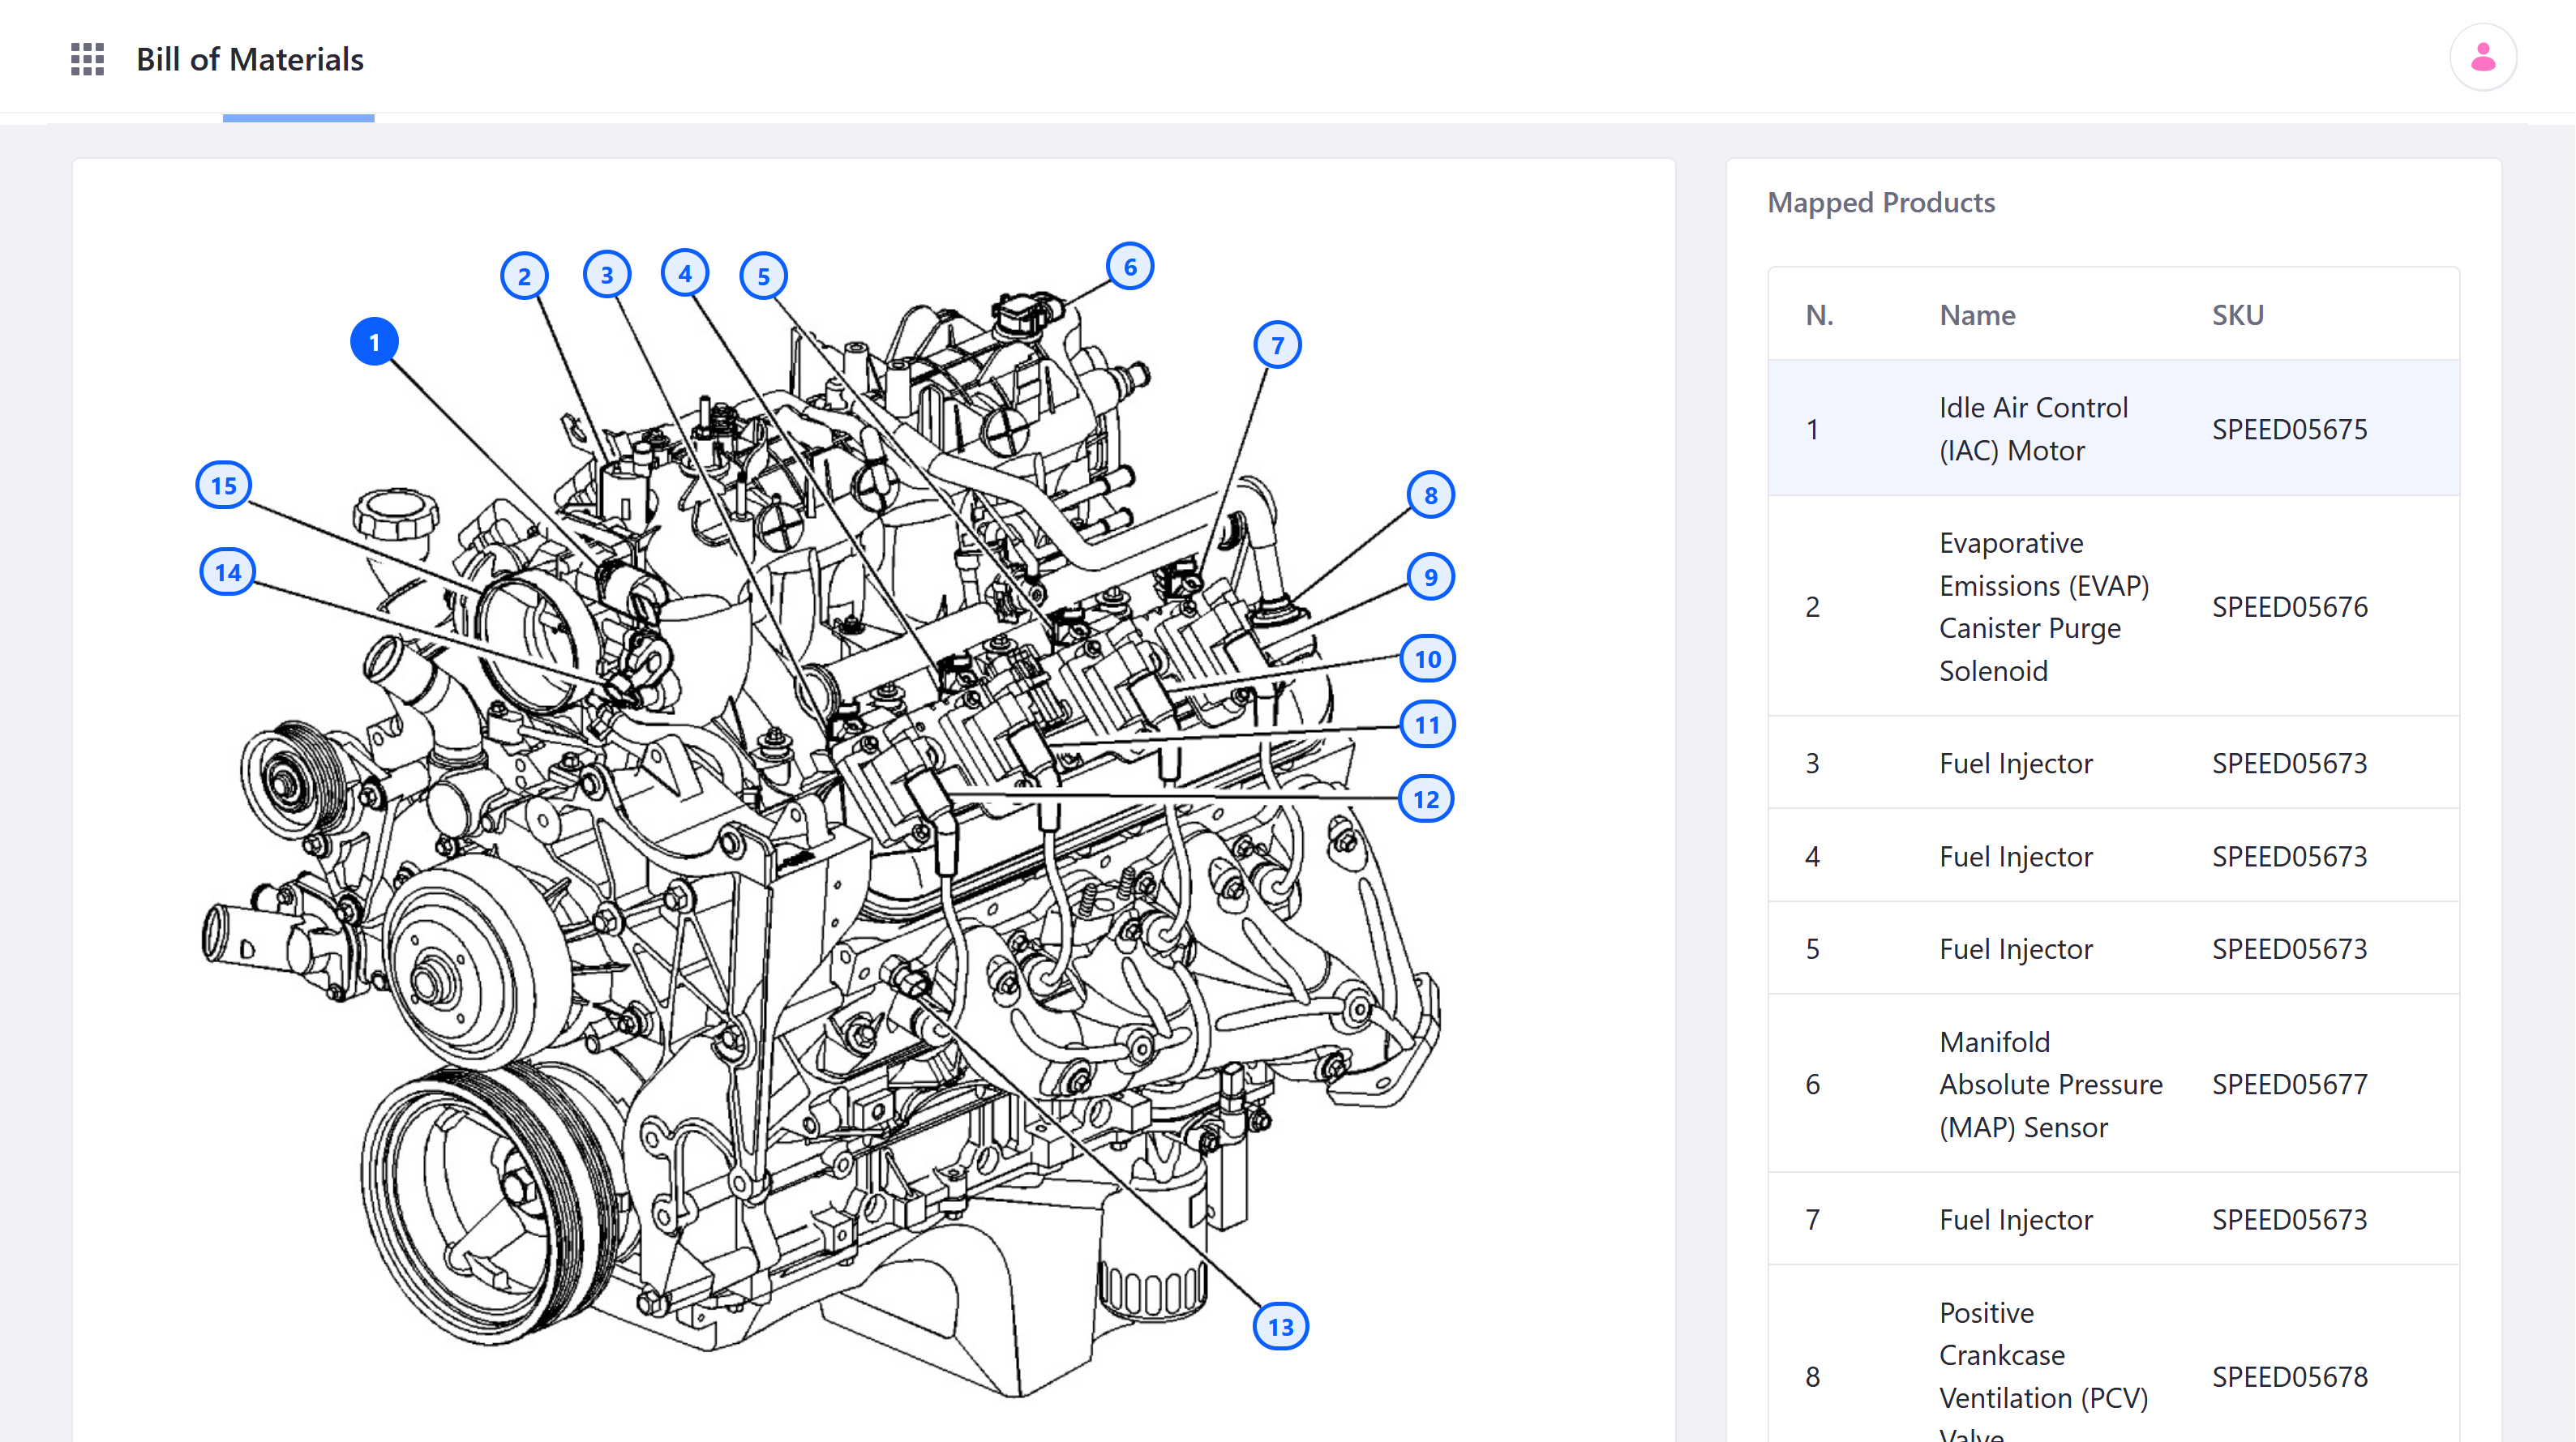 Bill of Materials
2
3
4
5
6
1
7
15
8
14
9
10
11
12
13
Mapped Products
N. Name SKU
1 Idle Air Control (IAC) Motor SPEED05675
2 Evaporative Emissions (EVAP) Canister Purge Solenoid SPEED05676
3 Fuel Injector SPEED05673
4 Fuel Injector SPEED05673
5 Fuel Injector SPEED05673
6 Manifold Absolute Pressure (MAP) Sensor SPEED05677
7 Fuel Injector SPEED05673
8 Positive Crankcase Ventilation (PCV) Valve SPEED05678